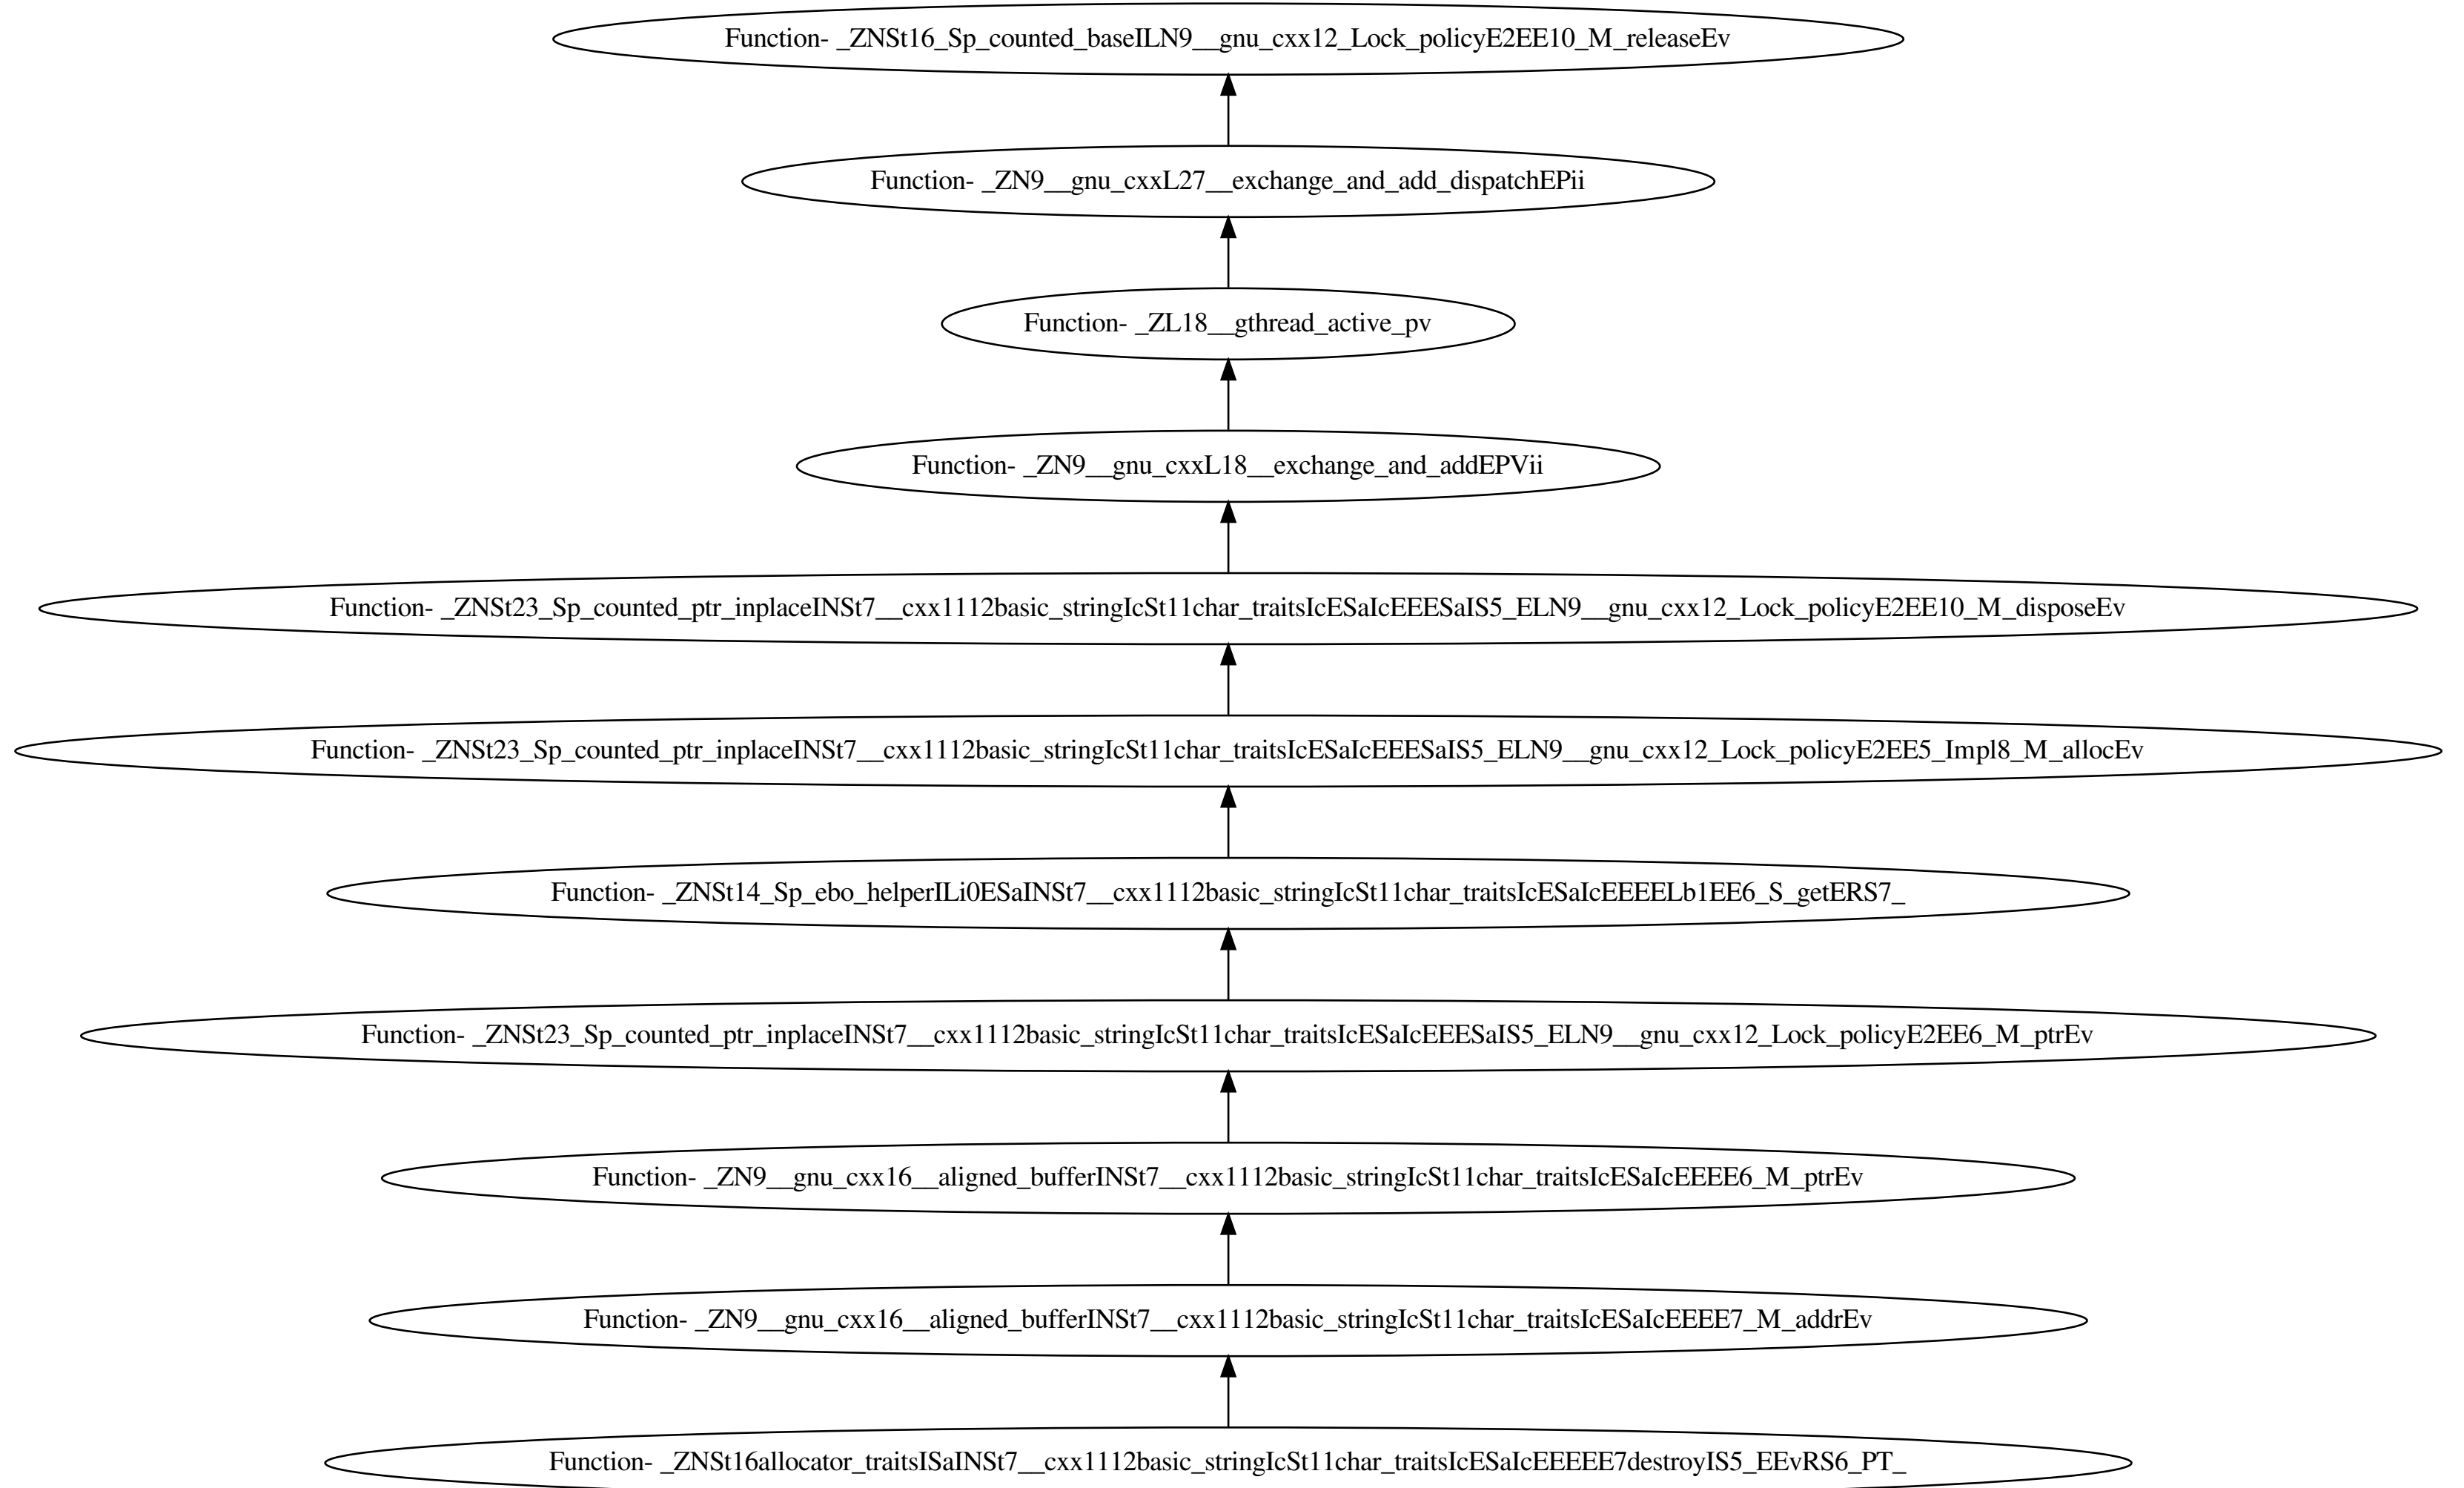 Function- _ZNSt16_Sp_counted_baseILN9__gnu_cxx12_Lock_policyE2EE10_M_releaseEv
Function- _ZN9__gnu_cxxL27__exchange_and_add_dispatchEPii
Function- _ZL18__gthread_active_pv
Function- _ZN9__gnu_cxxL18__exchange_and_addEPVii
Function- _ZNSt23_Sp_counted_ptr_inplaceINSt7__cxx1112basic_stringIcSt11char_traitsIcESaIcEEESaIS5_ELN9__gnu_cxx12_Lock_policyE2EE10_M_disposeEv
Function- _ZNSt23_Sp_counted_ptr_inplaceINSt7__cxx1112basic_stringIcSt11char_traitsIcESaIcEEESaIS5_ELN9__gnu_cxx12_Lock_policyE2EE5_Impl8_M_allocEv
Function- _ZNSt14_Sp_ebo_helperILi0ESaINSt7__cxx1112basic_stringIcSt11char_traitsIcESaIcEEEELb1EE6_S_getERS7_
Function- _ZNSt23_Sp_counted_ptr_inplaceINSt7__cxx1112basic_stringIcSt11char_traitsIcESaIcEEESaIS5_ELN9__gnu_cxx12_Lock_policyE2EE6_M_ptrEv
Function- _ZN9__gnu_cxx16__aligned_bufferINSt7__cxx1112basic_stringIcSt11char_traitsIcESaIcEEEE6_M_ptrEv
Function- _ZN9__gnu_cxx16__aligned_bufferINSt7__cxx1112basic_stringIcSt11char_traitsIcESaIcEEEE7_M_addrEv
Function- _ZNSt16allocator_traitsISaINSt7__cxx1112basic_stringIcSt11char_traitsIcESaIcEEEEE7destroyIS5_EEvRS6_PT_